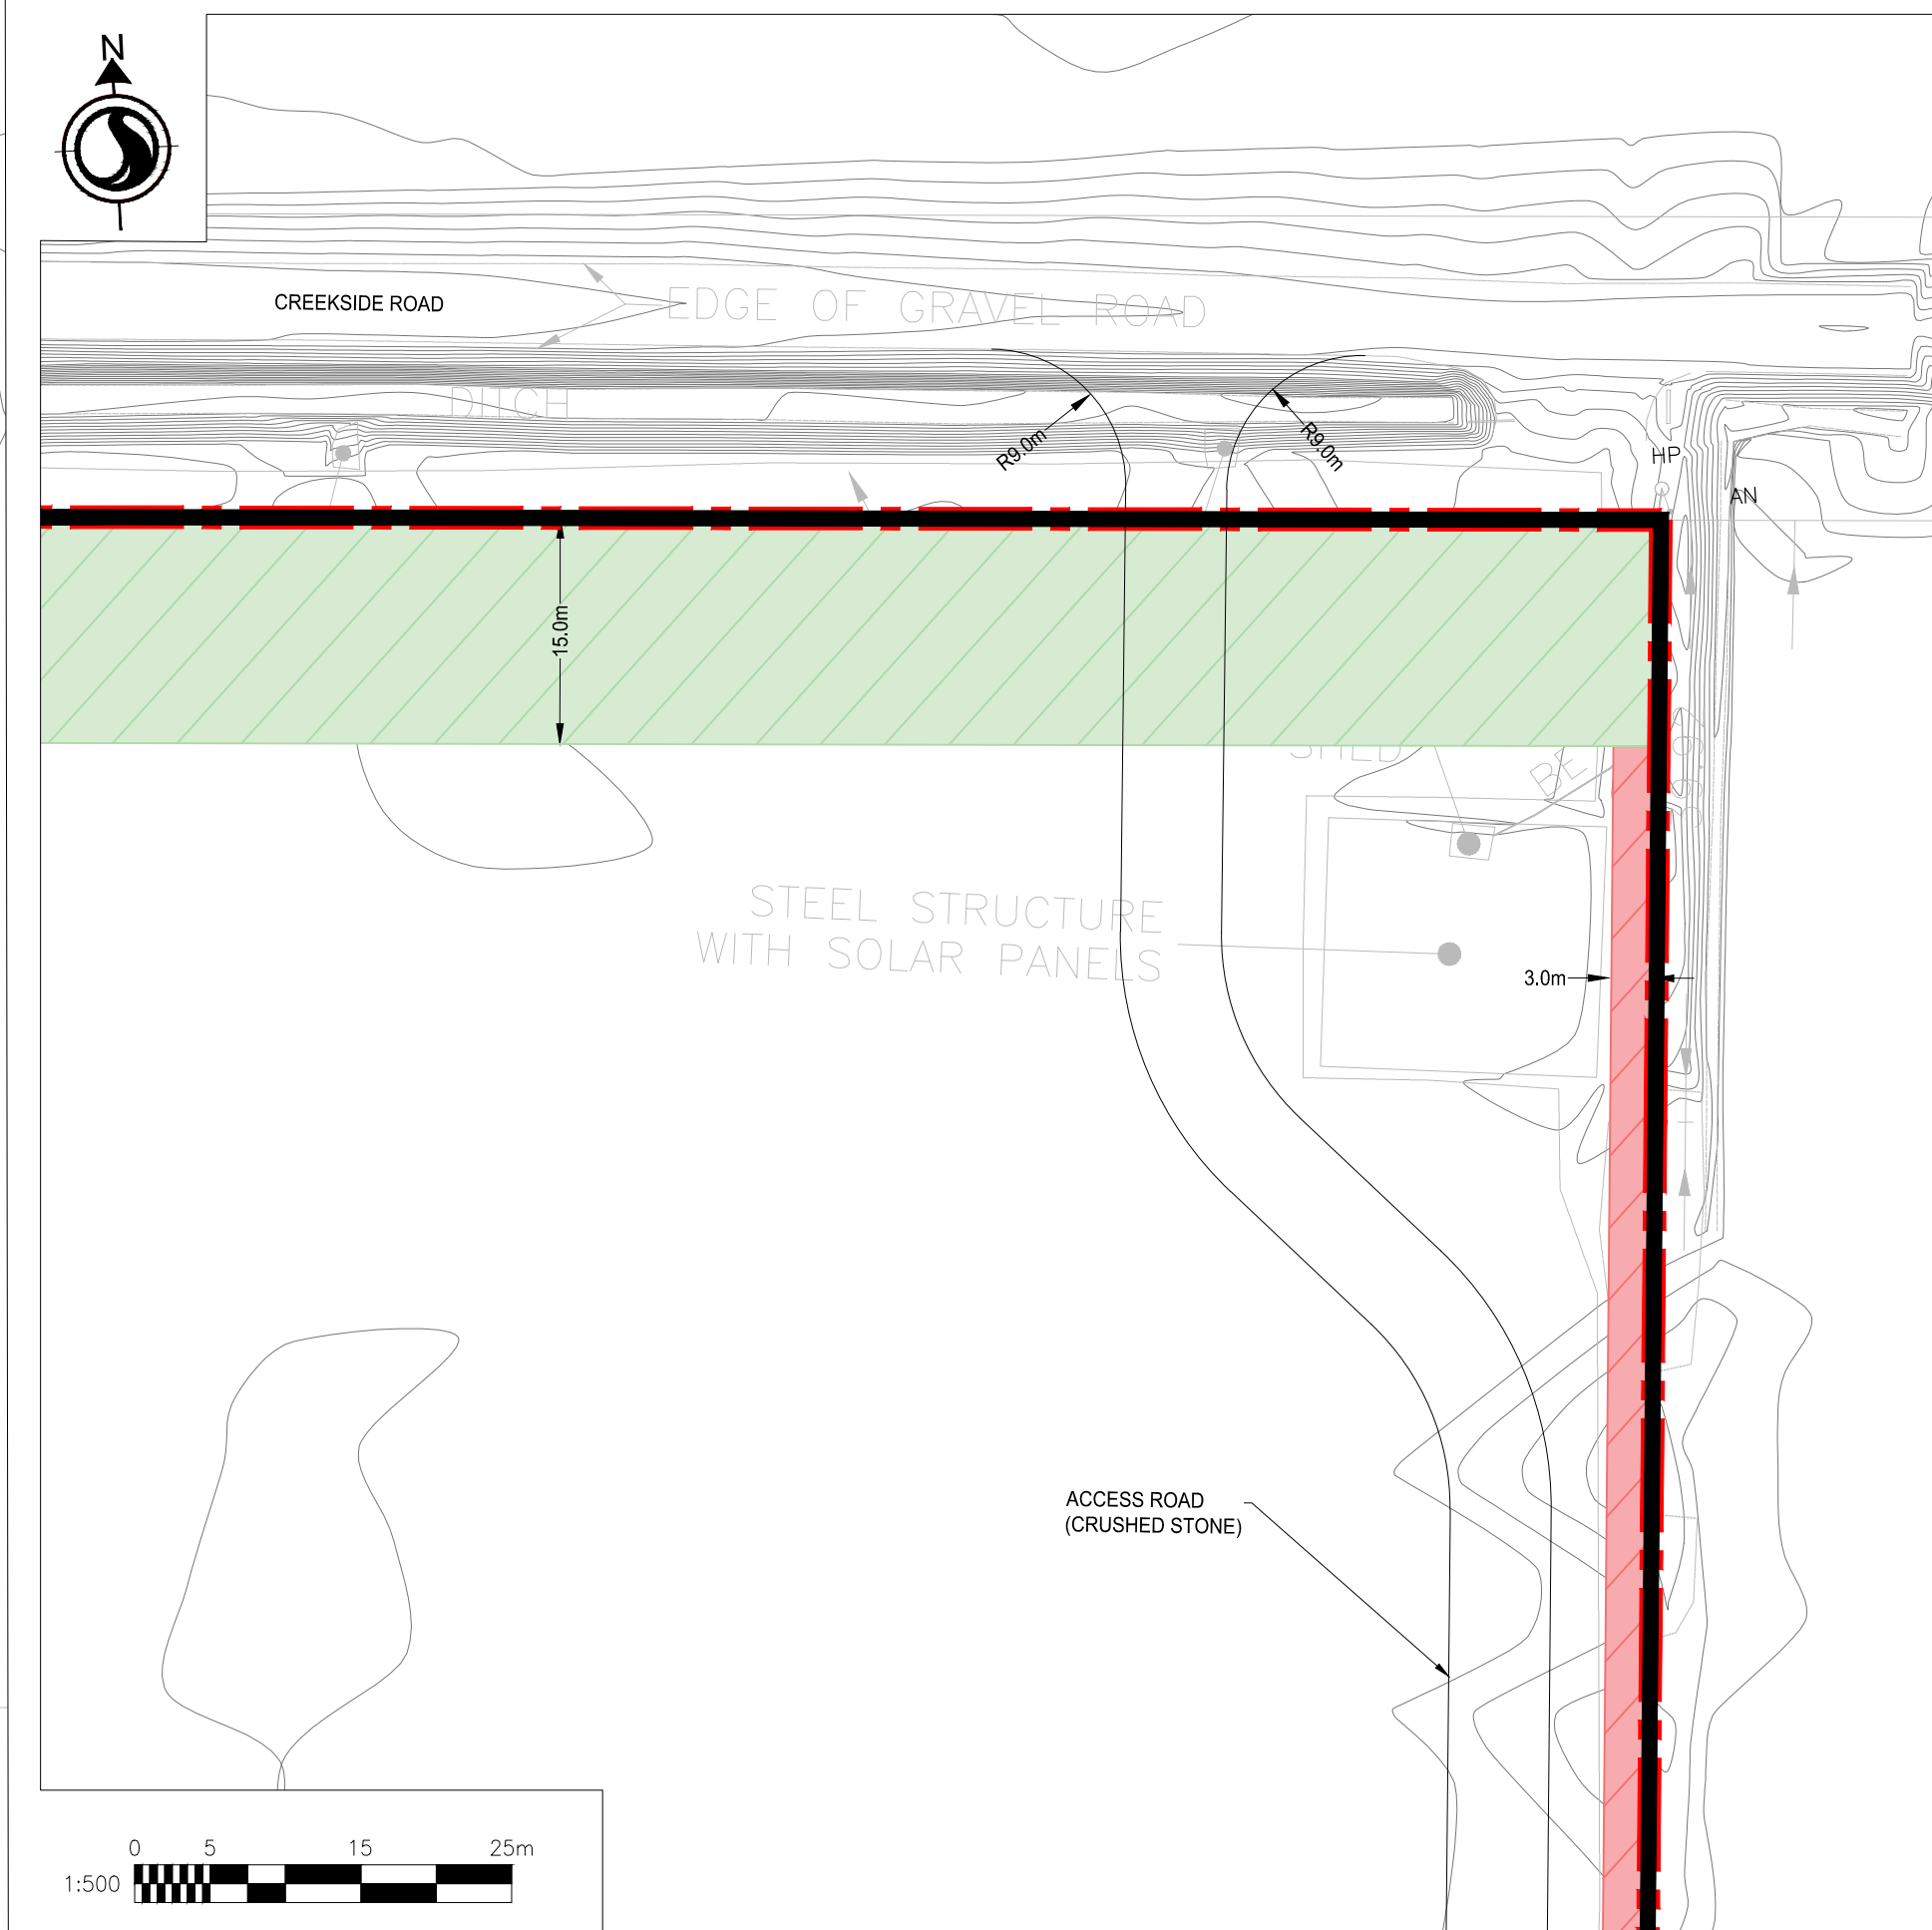 N
CREEKSIDE ROAD
EDGE OF GRAVEL ROAD
DITCH
R9.0m
R9.0m
HP
AN
15.0m
SHED
STEEL STRUCTURE
WITH SOLAR PANELS
3.0m
ACCESS ROAD
(CRUSHED STONE)
0 5 15 25m
1:500